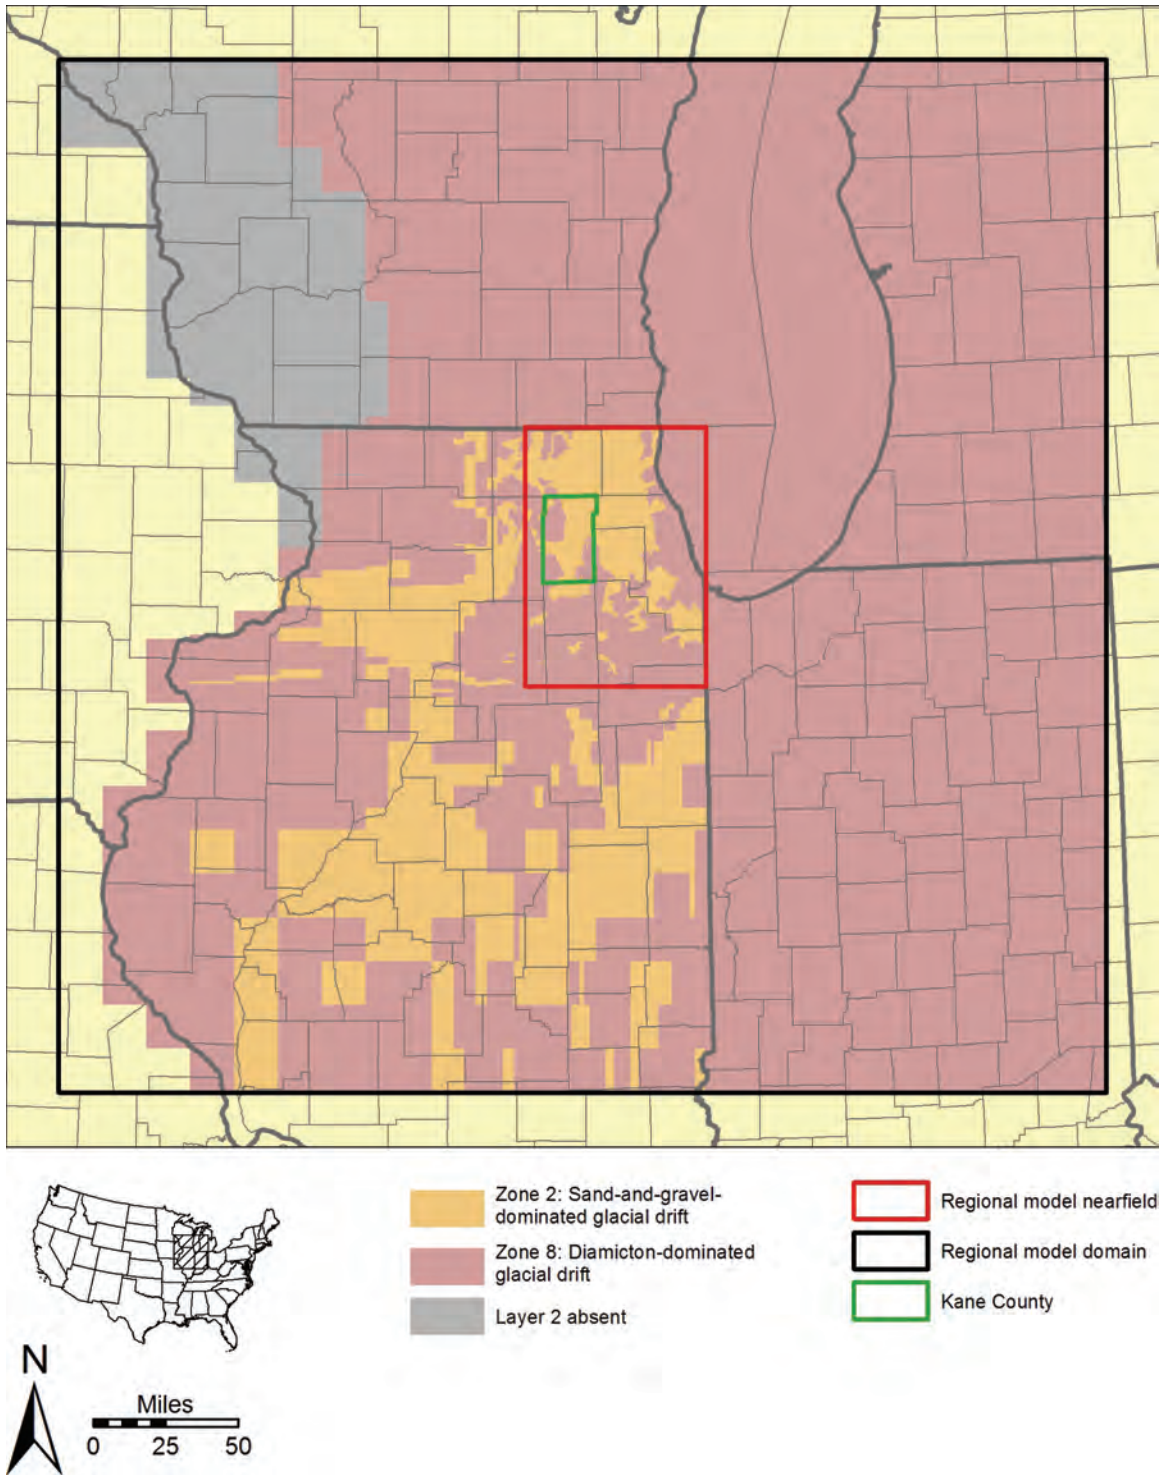 Zone 2: Sand-and-gravel-
dominated glacial drift
Zone 8: Diamicton-dominated
glacial drift
Layer 2 absent
Regional model nearfield
Regional model domain
Kane County
N
Miles
0 25 50